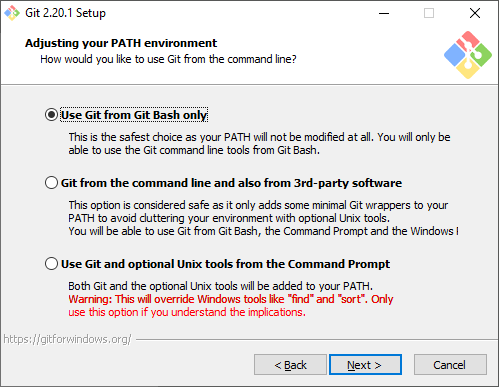 Git 2.20.1 Setup
Adjusting your PATH environment
How would you like to use Git from the command line?
Use Git from Git Bash only
This is the safest choice as your PATH will not be modified at all. You will only be
able to use the Git command line tools from Git Bash.
Git from the command line and also from 3rd-party software
This option is considered safe as it only adds some minimal Git wrappers to your
PATH to avoid cluttering your environment with optional Unix tools.
You will be able to use Git from Git Bash, the Command Prompt and the Windows
Use Git and optional Unix tools from the Command Prompt
Both Git and the optional Unix tools will be added to your PATH.
Warning: This will override Windows tools like "find" and "sort". Only
use this option if you understand the implications.
https://gitforwindows.org/
< Back
Next >
Cancel